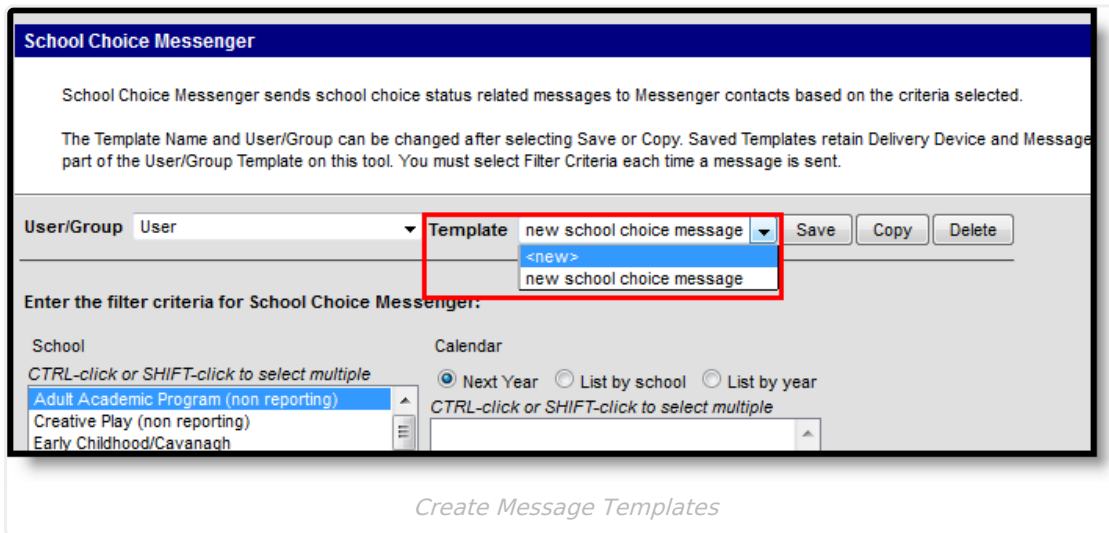 School Choice Messenger
School Choice Messenger sends school choice status related messages to Messenger contacts based on the criteria selected.
The Template Name and User/Group can be changed after selecting Save or Copy. Saved Templates retain Delivery Device and Message
part of the User/Group Template on this tool. You must select Filter Criteria each time a message is sent.
User/Group User Template new school choice message Save Copy Delete
<new>
new school choice message
Enter the filter criteria for School Choice Messenger:
School Calendar
CTRL-click or SHIFT-click to select multiple Next Year List by school List by year
Adult Academic Program (non reporting) CTRL-click or SHIFT-click to select multiple
Creative Play (non reporting)
Early Childhood/Cavanagh
Create Message Templates